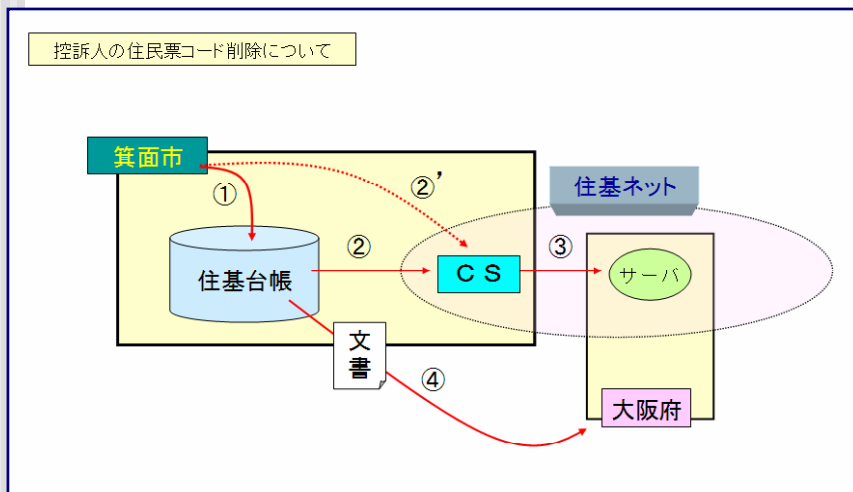 控訴人の住民票コード削除について
箕面市
①
②’
住基ネット
住基台帳
②
CS
③
サーバ
文書
④
大阪府